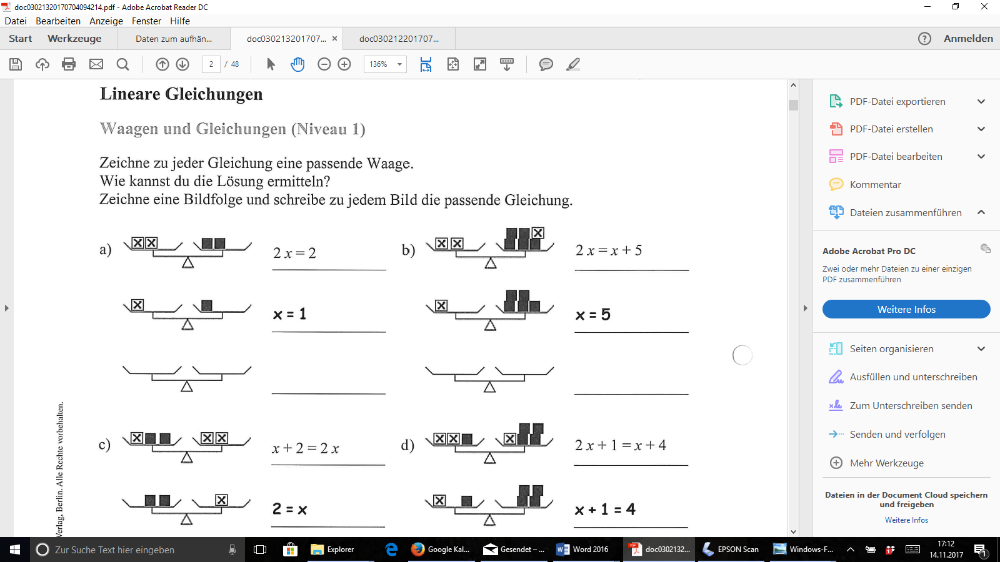 doc03021320170704094214.pdf - Adobe Acrobat Reader DC
Datei Bearbeiten Anzeige Fenster Hilfe
Start Werkzeuge Daten zum aufhän... doc030213201707... × doc030212201707... ? Anmelden
2 / 48 136%
Lineare Gleichungen
Waagen und Gleichungen (Niveau 1)
Zeichne zu jeder Gleichung eine passende Waage.
Wie kannst du die Lösung ermitteln?
Zeichne eine Bildfolge und schreibe zu jedem Bild die passende Gleichung.
a) x x 2 x = 2
b) x x x 2 x = x + 5
x x = 1
x x = 5
c) x x x x + 2 = 2 x
d) x x x 2 x + 1 = x + 4
x 2 = x
x x + 1 = 4
Verlag, Berlin. Alle Rechte vorbehalten.
PDF-Datei exportieren
PDF-Datei erstellen
PDF-Datei bearbeiten
Kommentar
Dateien zusammenführen
Adobe Acrobat Pro DC
Zwei oder mehr Dateien zu einer einzigen
PDF zusammenführen
Weitere Infos
Seiten organisieren
Ausfüllen und unterschreiben
Zum Unterschreiben senden
Senden und verfolgen
Mehr Werkzeuge
Dateien in der Document Cloud speichern
und freigeben
Weitere Infos
Zur Suche Text hier eingeben
Explorer
Google Kal...
Gesendet – ...
Word 2016
doc0302132...
EPSON Scan
Windows-F...
17:12
14.11.2017
1